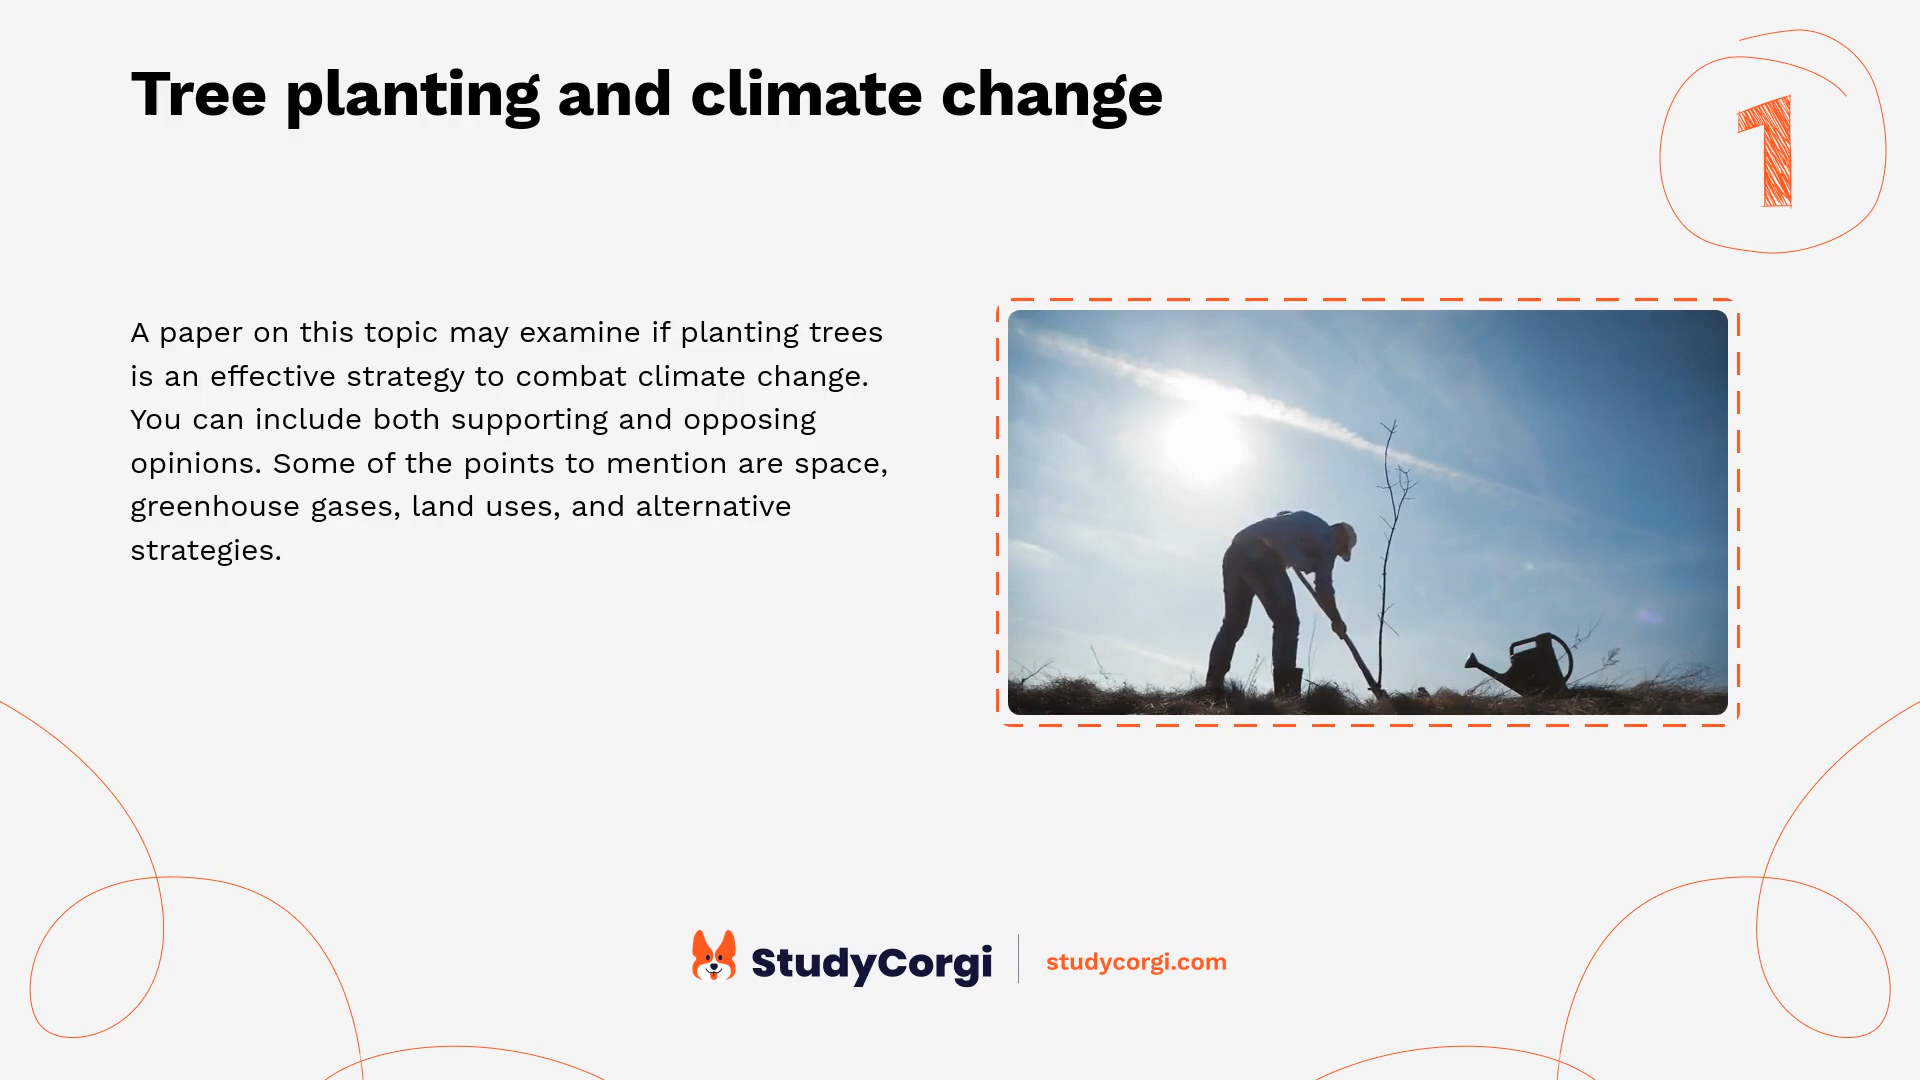 Tree planting and climate change
1
A paper on this topic may examine if planting trees
is an effective strategy to combat climate change.
You can include both supporting and opposing
opinions. Some of the points to mention are space,
greenhouse gases, land uses, and alternative
strategies.
StudyCorgi
studycorgi.com